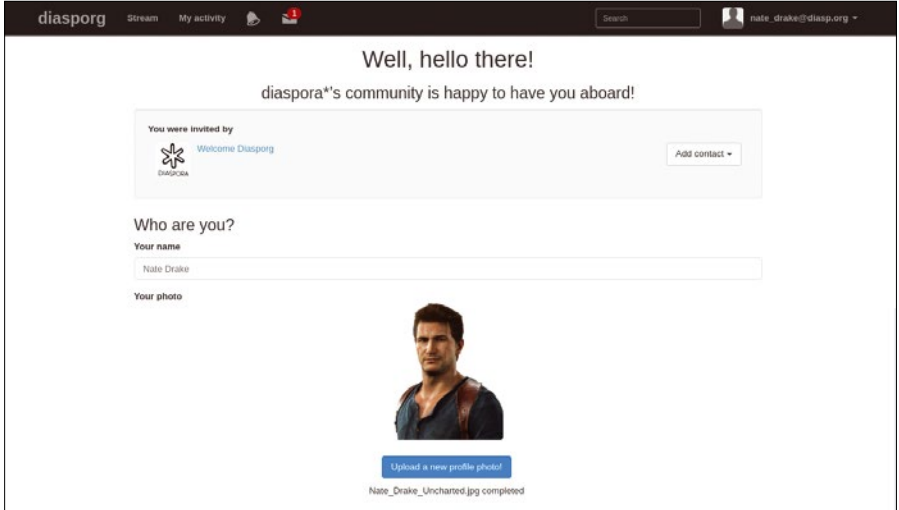 diasporg Stream My activity 1 Search nate_drake@diasp.org
Well, hello there!
diaspora*'s community is happy to have you aboard!
You were invited by
Welcome Diasporg
DIASPORA
Add contact
Who are you?
Your name
Nate Drake
Your photo
Upload a new profile photo!
Nate_Drake_Uncharted.jpg completed